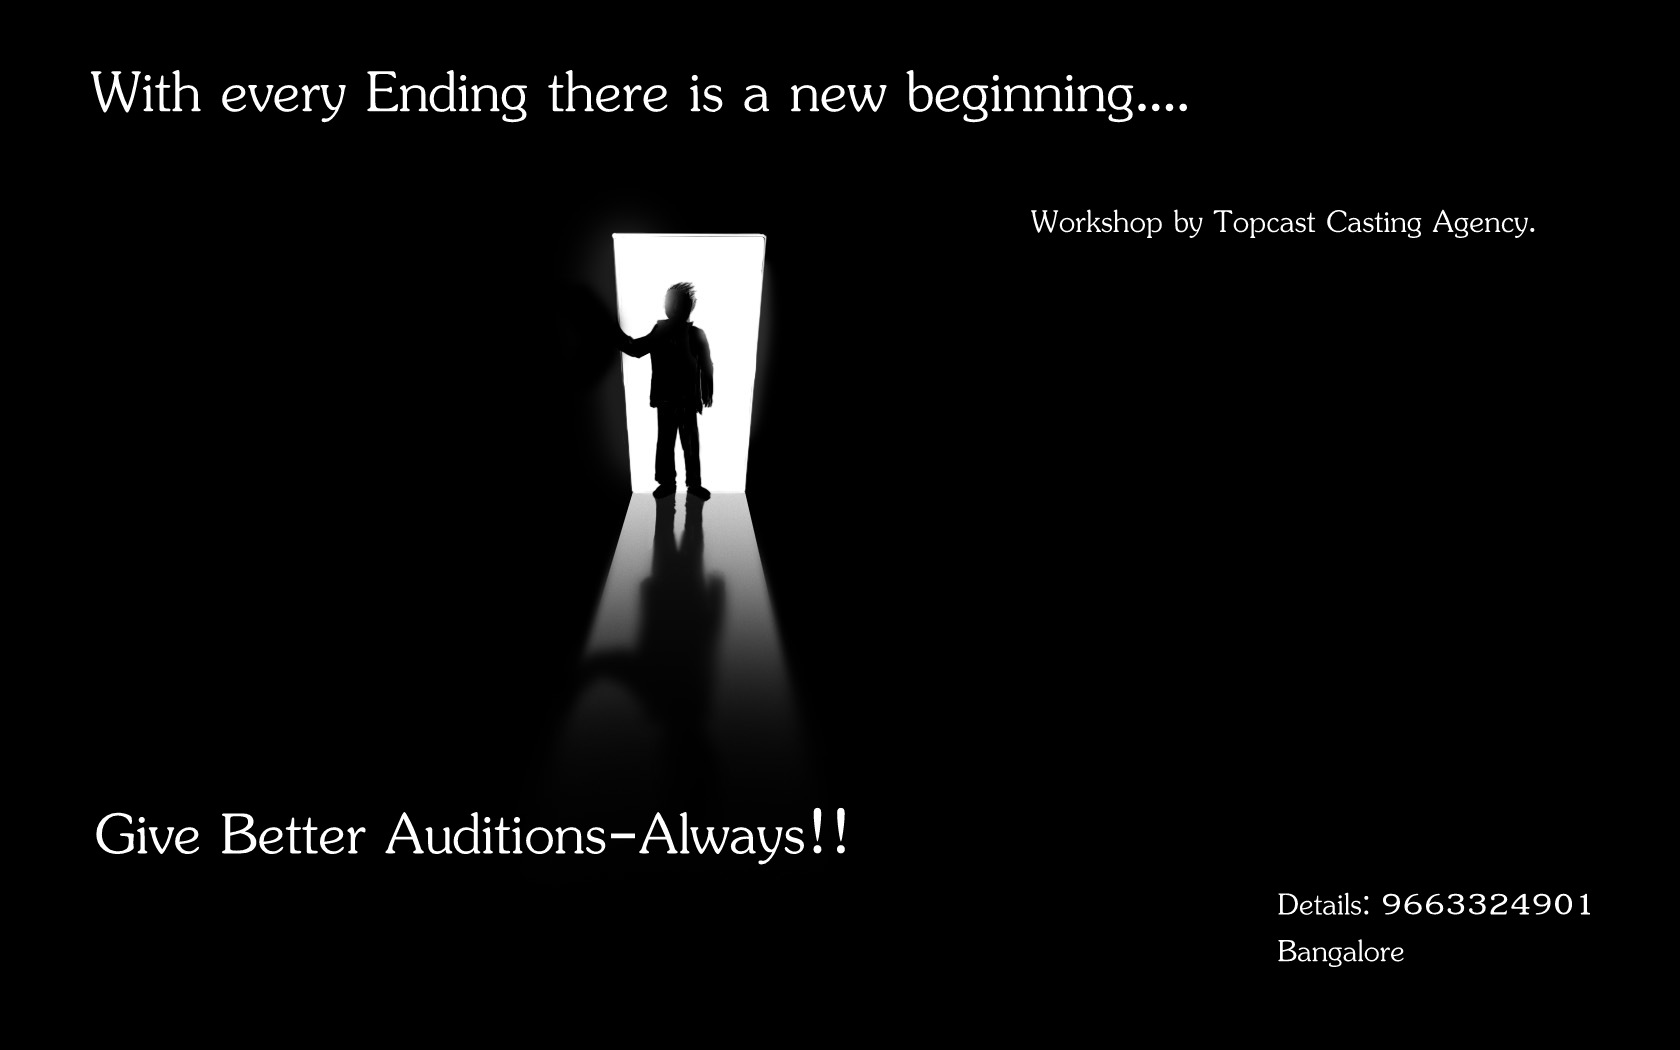 With every Ending there is a new beginning....
Workshop by Topcast Casting Agency.
Give Better Auditions-Always!!
Details: 9663324901
Bangalore